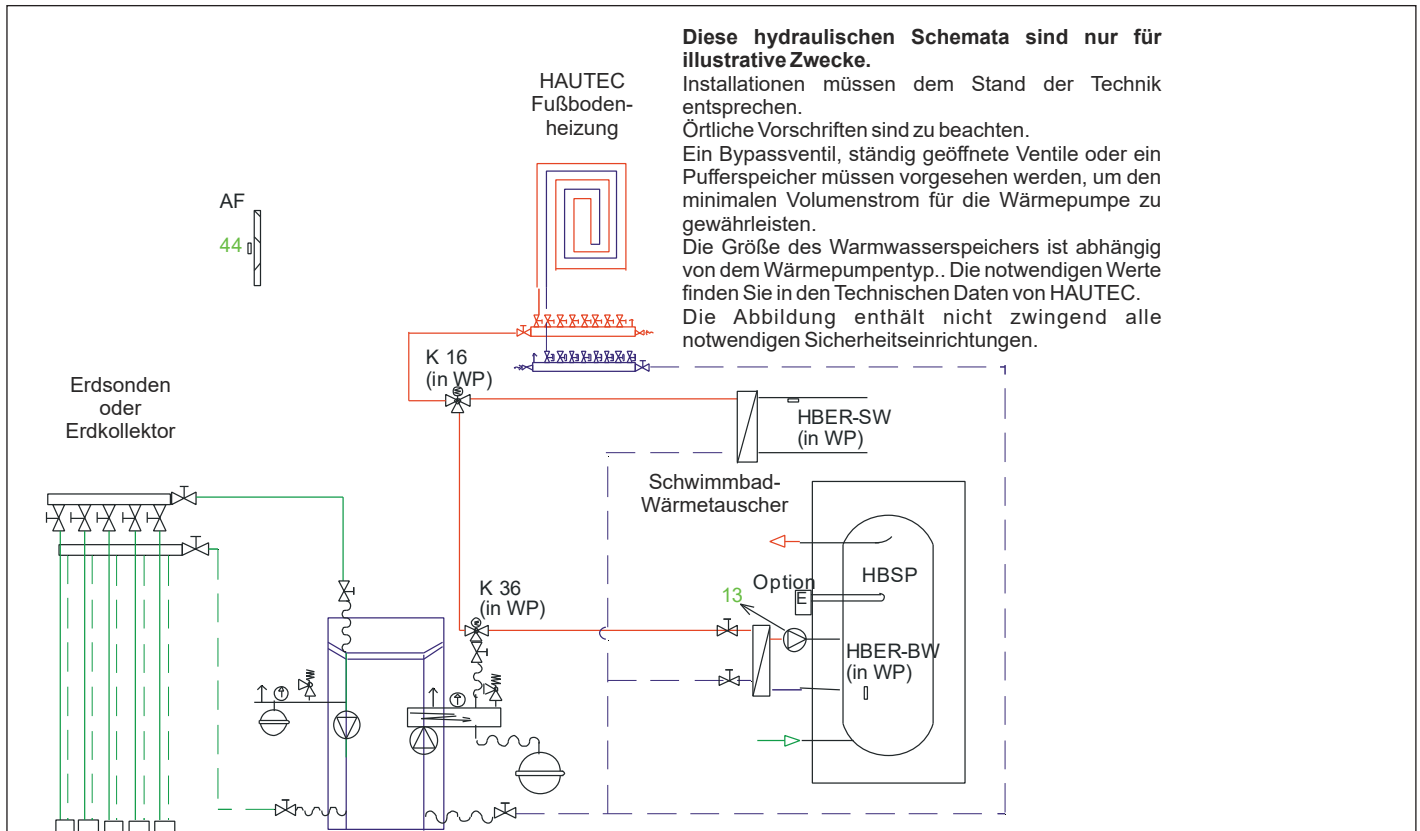 Diese hydraulischen Schemata sind nur für
illustrative Zwecke.
Installationen müssen dem Stand der Technik
entsprechen.
Örtliche Vorschriften sind zu beachten.
Ein Bypassventil, ständig geöffnete Ventile oder ein
Pufferspeicher müssen vorgesehen werden, um den
minimalen Volumenstrom für die Wärmepumpe zu
gewährleisten.
Die Größe des Warmwasserspeichers ist abhängig
von dem Wärmepumpentyp.. Die notwendigen Werte
finden Sie in den Technischen Daten von HAUTEC.
Die Abbildung enthält nicht zwingend alle
notwendigen Sicherheitseinrichtungen.
HAUTEC
Fußboden-
heizung
AF
44
K 16
(in WP)
Erdsonden
oder
Erdkollektor
HBER-SW
(in WP)
Schwimmbad-
Wärmetauscher
Option
E
HBSP
13
K 36
(in WP)
HBER-BW
(in WP)